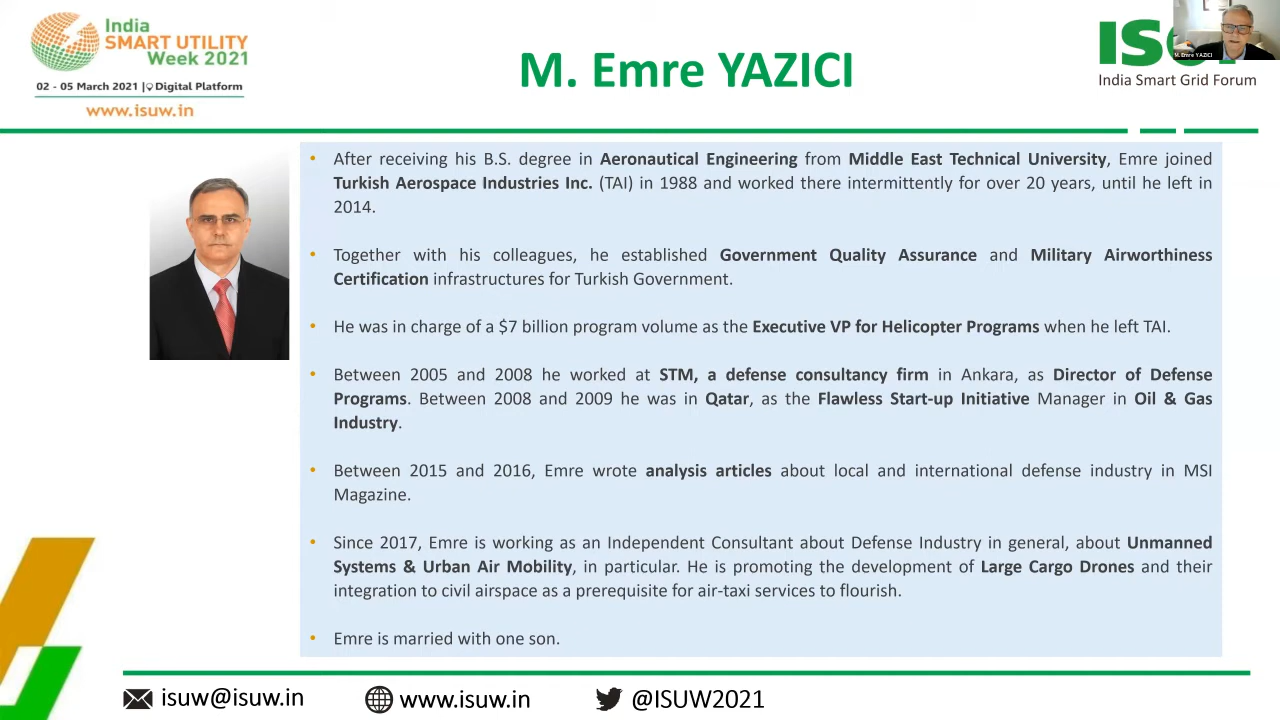 India
SMART UTILITY
Week 2021
02 - 05 March 2021 | Digital Platform
www.isuw.in
M. Emre YAZICI
M. Emre YAZICI
India Smart Grid Forum
• After receiving his B.S. degree in Aeronautical Engineering from Middle East Technical University, Emre joined
Turkish Aerospace Industries Inc. (TAI) in 1988 and worked there intermittently for over 20 years, until he left in
2014.
• Together with his colleagues, he established Government Quality Assurance and Military Airworthiness
Certification infrastructures for Turkish Government.
• He was in charge of a $7 billion program volume as the Executive VP for Helicopter Programs when he left TAI.
• Between 2005 and 2008 he worked at STM, a defense consultancy firm in Ankara, as Director of Defense
Programs. Between 2008 and 2009 he was in Qatar, as the Flawless Start-up Initiative Manager in Oil & Gas
Industry.
• Between 2015 and 2016, Emre wrote analysis articles about local and international defense industry in MSI
Magazine.
• Since 2017, Emre is working as an Independent Consultant about Defense Industry in general, about Unmanned
Systems & Urban Air Mobility, in particular. He is promoting the development of Large Cargo Drones and their
integration to civil airspace as a prerequisite for air-taxi services to flourish.
• Emre is married with one son.
isuw@isuw.in
www.isuw.in
@ISUW2021